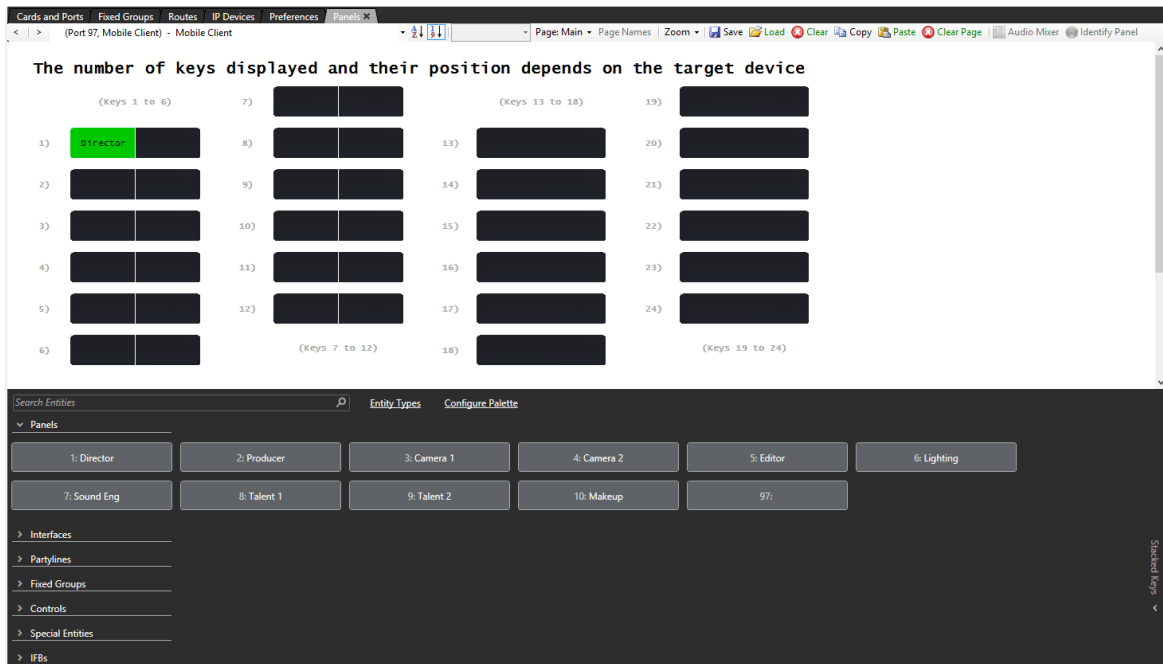 Cards and Ports Fixed Groups Routes IP Devices Preferences Panels
< > (Port 97, Mobile Client) - Mobile Client Page: Main Page Names Zoom Save Load Clear Copy Paste Clear Page Audio Mixer Identify Panel
The number of keys displayed and their position depends on the target device
(Keys 1 to 6) 7) (Keys 13 to 18) 19)
1) Director 8) 13) 20)
2) 9) 14) 21)
3) 10) 15) 22)
4) 11) 16) 23)
5) 12) 17) 24)
6) (Keys 7 to 12) 18) (Keys 19 to 24)
Search Entities Entity Types Configure Palette
Panels
1: Director 2: Producer 3: Camera 1 4: Camera 2 5: Editor 6: Lighting
7: Sound Eng 8: Talent 1 9: Talent 2 10: Makeup 97:
Interfaces
Partylines
Fixed Groups
Controls
Special Entities
IFBs
Stacked Keys